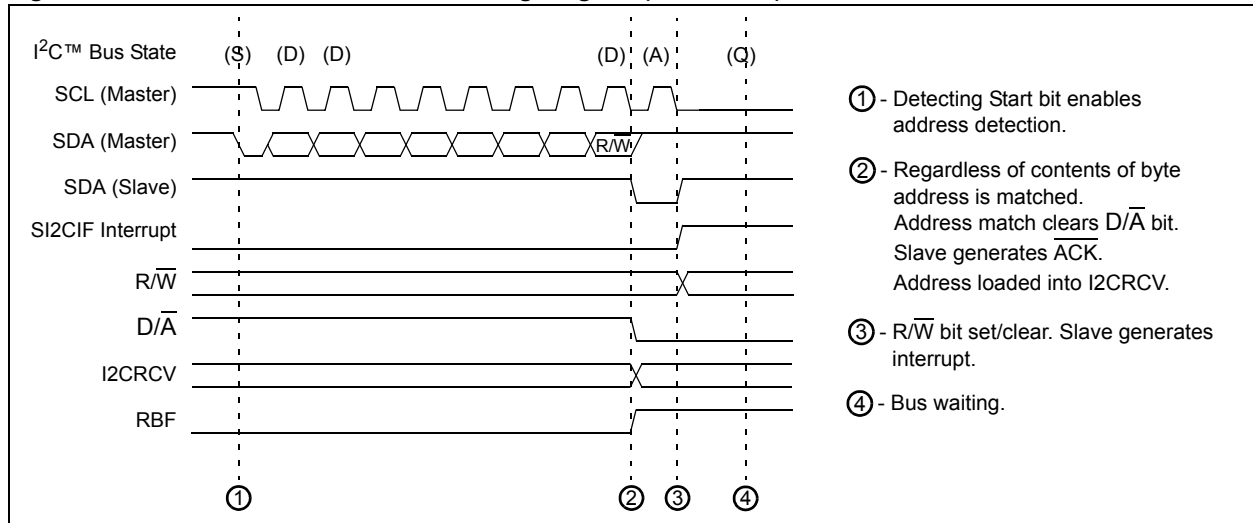 I2C™ Bus State (S) (D) (D) (D) (A) (Q)
SCL (Master)
SDA (Master) R/W̅
SDA (Slave)
SI2CIF Interrupt
R/W̅
D/A̅
I2CRCV
RBF
1 2 3 4
1 - Detecting Start bit enables
address detection.
2 - Regardless of contents of byte
address is matched.
Address match clears D/A̅ bit.
Slave generates A̅C̅K̅.
Address loaded into I2CRCV.
3 - R/W̅ bit set/clear. Slave generates
interrupt.
4 - Bus waiting.